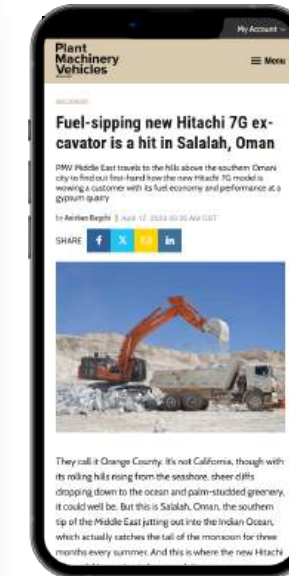 My Account
Plant
Machinery
Vehicles
Menu
Fuel-sipping new Hitachi 7G ex-
cavator is a hit in Salalah, Oman
PMV Middle East travels to the hills above the southern Omani
city to find out first-hand how the new Hitachi 7G model is
wowing a customer with its fuel economy and performance at a
gypsum quarry
by Anirban Bagchi
SHARE
They call it Orange County. It's not California, though with
its rolling hills rising from the seashore, sheer cliffs
dropping down to the ocean and palm-studded greenery,
it could well be. But this is Salalah, Oman, the southern
tip of the Middle East jutting out into the Indian Ocean,
which actually catches the tail of the monsoon for three
months every summer. And this is where the new Hitachi